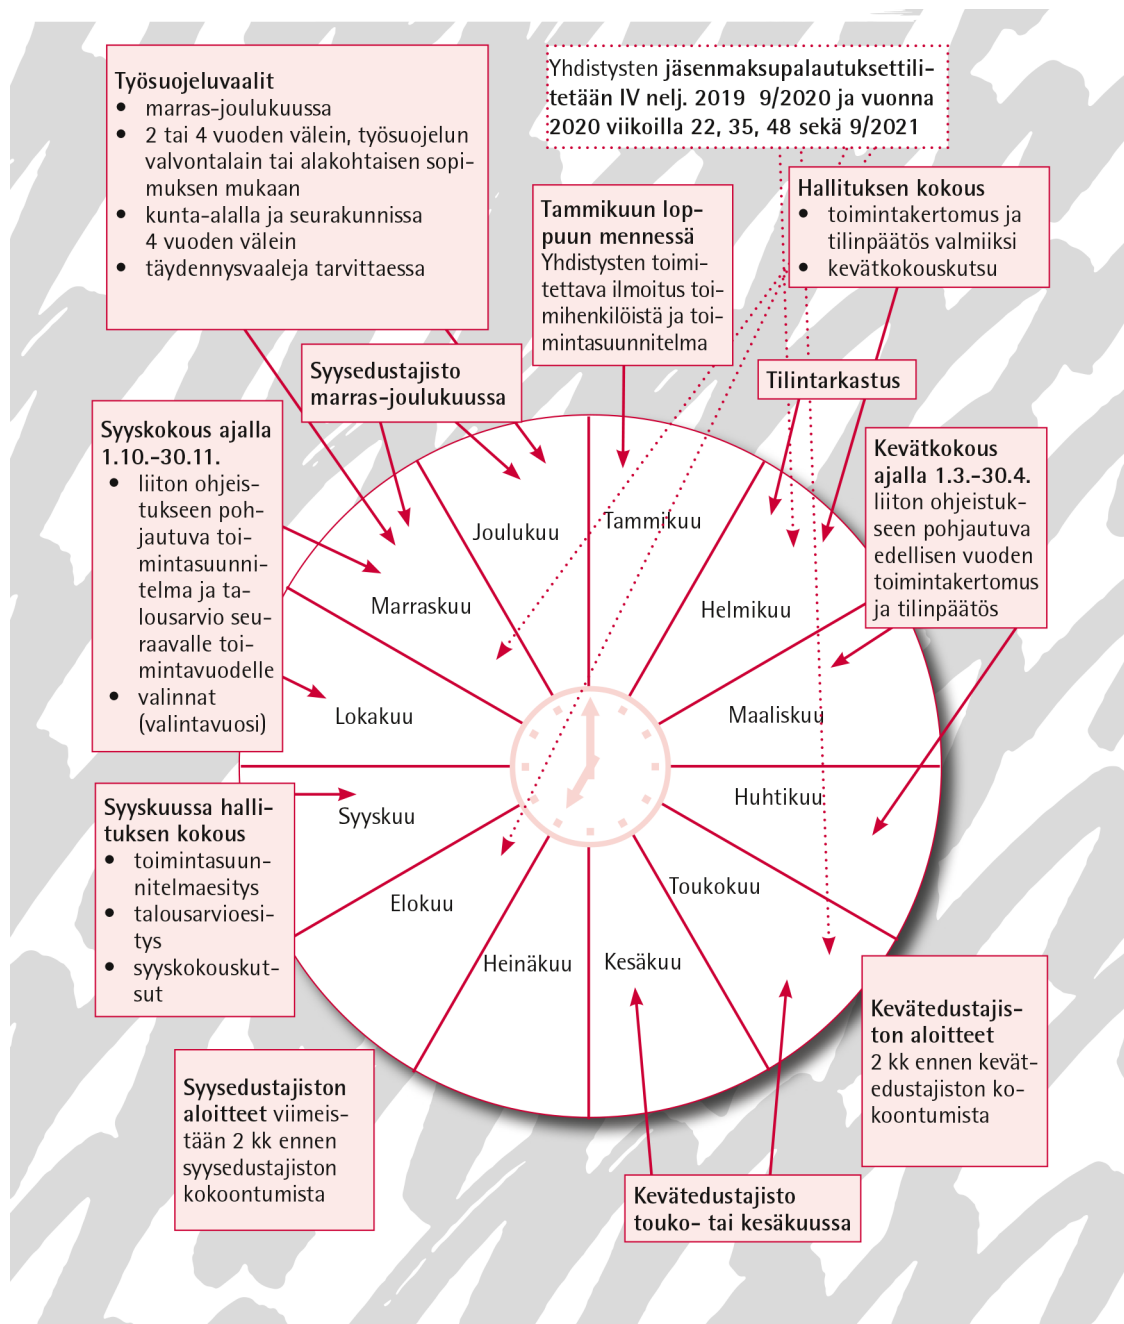 Työsuojeluvaalit
• marras-joulukuussa
• 2 tai 4 vuoden välein, työsuojelun
valvontalain tai alakohtaisen sopi-
muksen mukaan
• kunta-alalla ja seurakunnissa
4 vuoden välein
• täydennysvaaleja tarvittaessa
Yhdistysten jäsenmaksupalautuksettili-
tetään IV nelj. 2019 9/2020 ja vuonna
2020 viikoilla 22, 35, 48 sekä 9/2021
Tammikuun lop-
puun mennessä
Yhdistysten toimi-
tettava ilmoitus toi-
mihenkilöistä ja toi-
mintasuunnitelma
Hallituksen kokous
• toimintakertomus ja
tilinpäätös valmiiksi
• kevätkokouskutsu
Syysedustajisto
marras-joulukuussa
Tilintarkastus
Syyskokous ajalla
1.10.-30.11.
• liiton ohjeis-
tukseen poh-
jautuva toi-
mintasuunni-
telma ja ta-
lousarvio seu-
raavalle toi-
mintavuodelle
• valinnat
(valintavuosi)
Kevätkokous
ajalla 1.3.-30.4.
liiton ohjeistuk-
seen pohjautuva
edellisen vuoden
toimintakertomus
ja tilinpäätös
Joulukuu
Tammikuu
Marraskuu
Helmikuu
Lokakuu
Maaliskuu
Syyskuu
Huhtikuu
Elokuu
Toukokuu
Heinäkuu
Kesäkuu
Syyskuussa halli-
tuksen kokous
• toimintasuun-
nitelmaesitys
• talousarvioesi-
tys
• syyskokouskut-
sut
Kevätedustajis-
ton aloitteet
2 kk ennen kevät-
edustajiston ko-
koontumista
Syysedustajiston
aloitteet viimeis-
tään 2 kk ennen
syysedustajiston
kokoontumista
Kevätedustajisto
touko- tai kesäkuussa